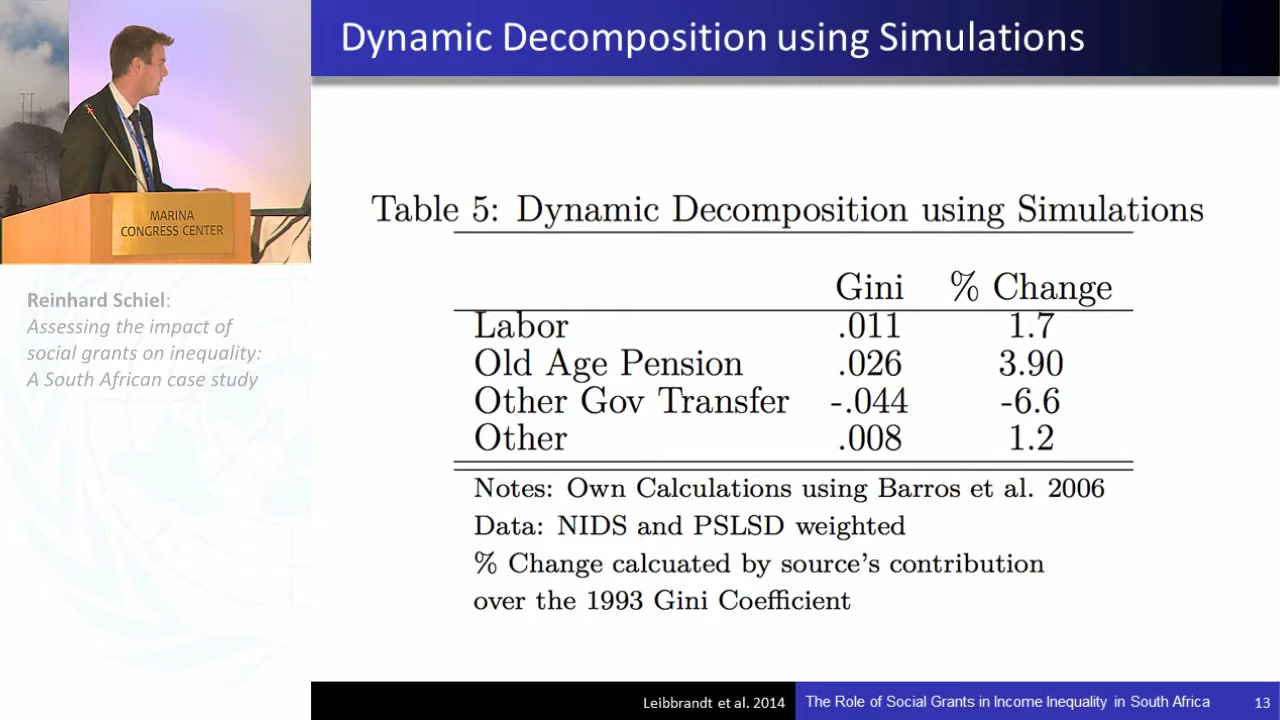 Dynamic Decomposition using Simulations
MARINA
CONGRESS CENTER
Reinhard Schiel:
Assessing the impact of
social grants on inequality:
A South African case study
Table 5: Dynamic Decomposition using Simulations
Gini % Change
Labor .011 1.7
Old Age Pension .026 3.90
Other Gov Transfer -.044 -6.6
Other .008 1.2
Notes: Own Calculations using Barros et al. 2006
Data: NIDS and PSLSD weighted
% Change calcuated by source's contribution
over the 1993 Gini Coefficient
Leibbrandt et al. 2014 The Role of Social Grants in Income Inequality in South Africa 13